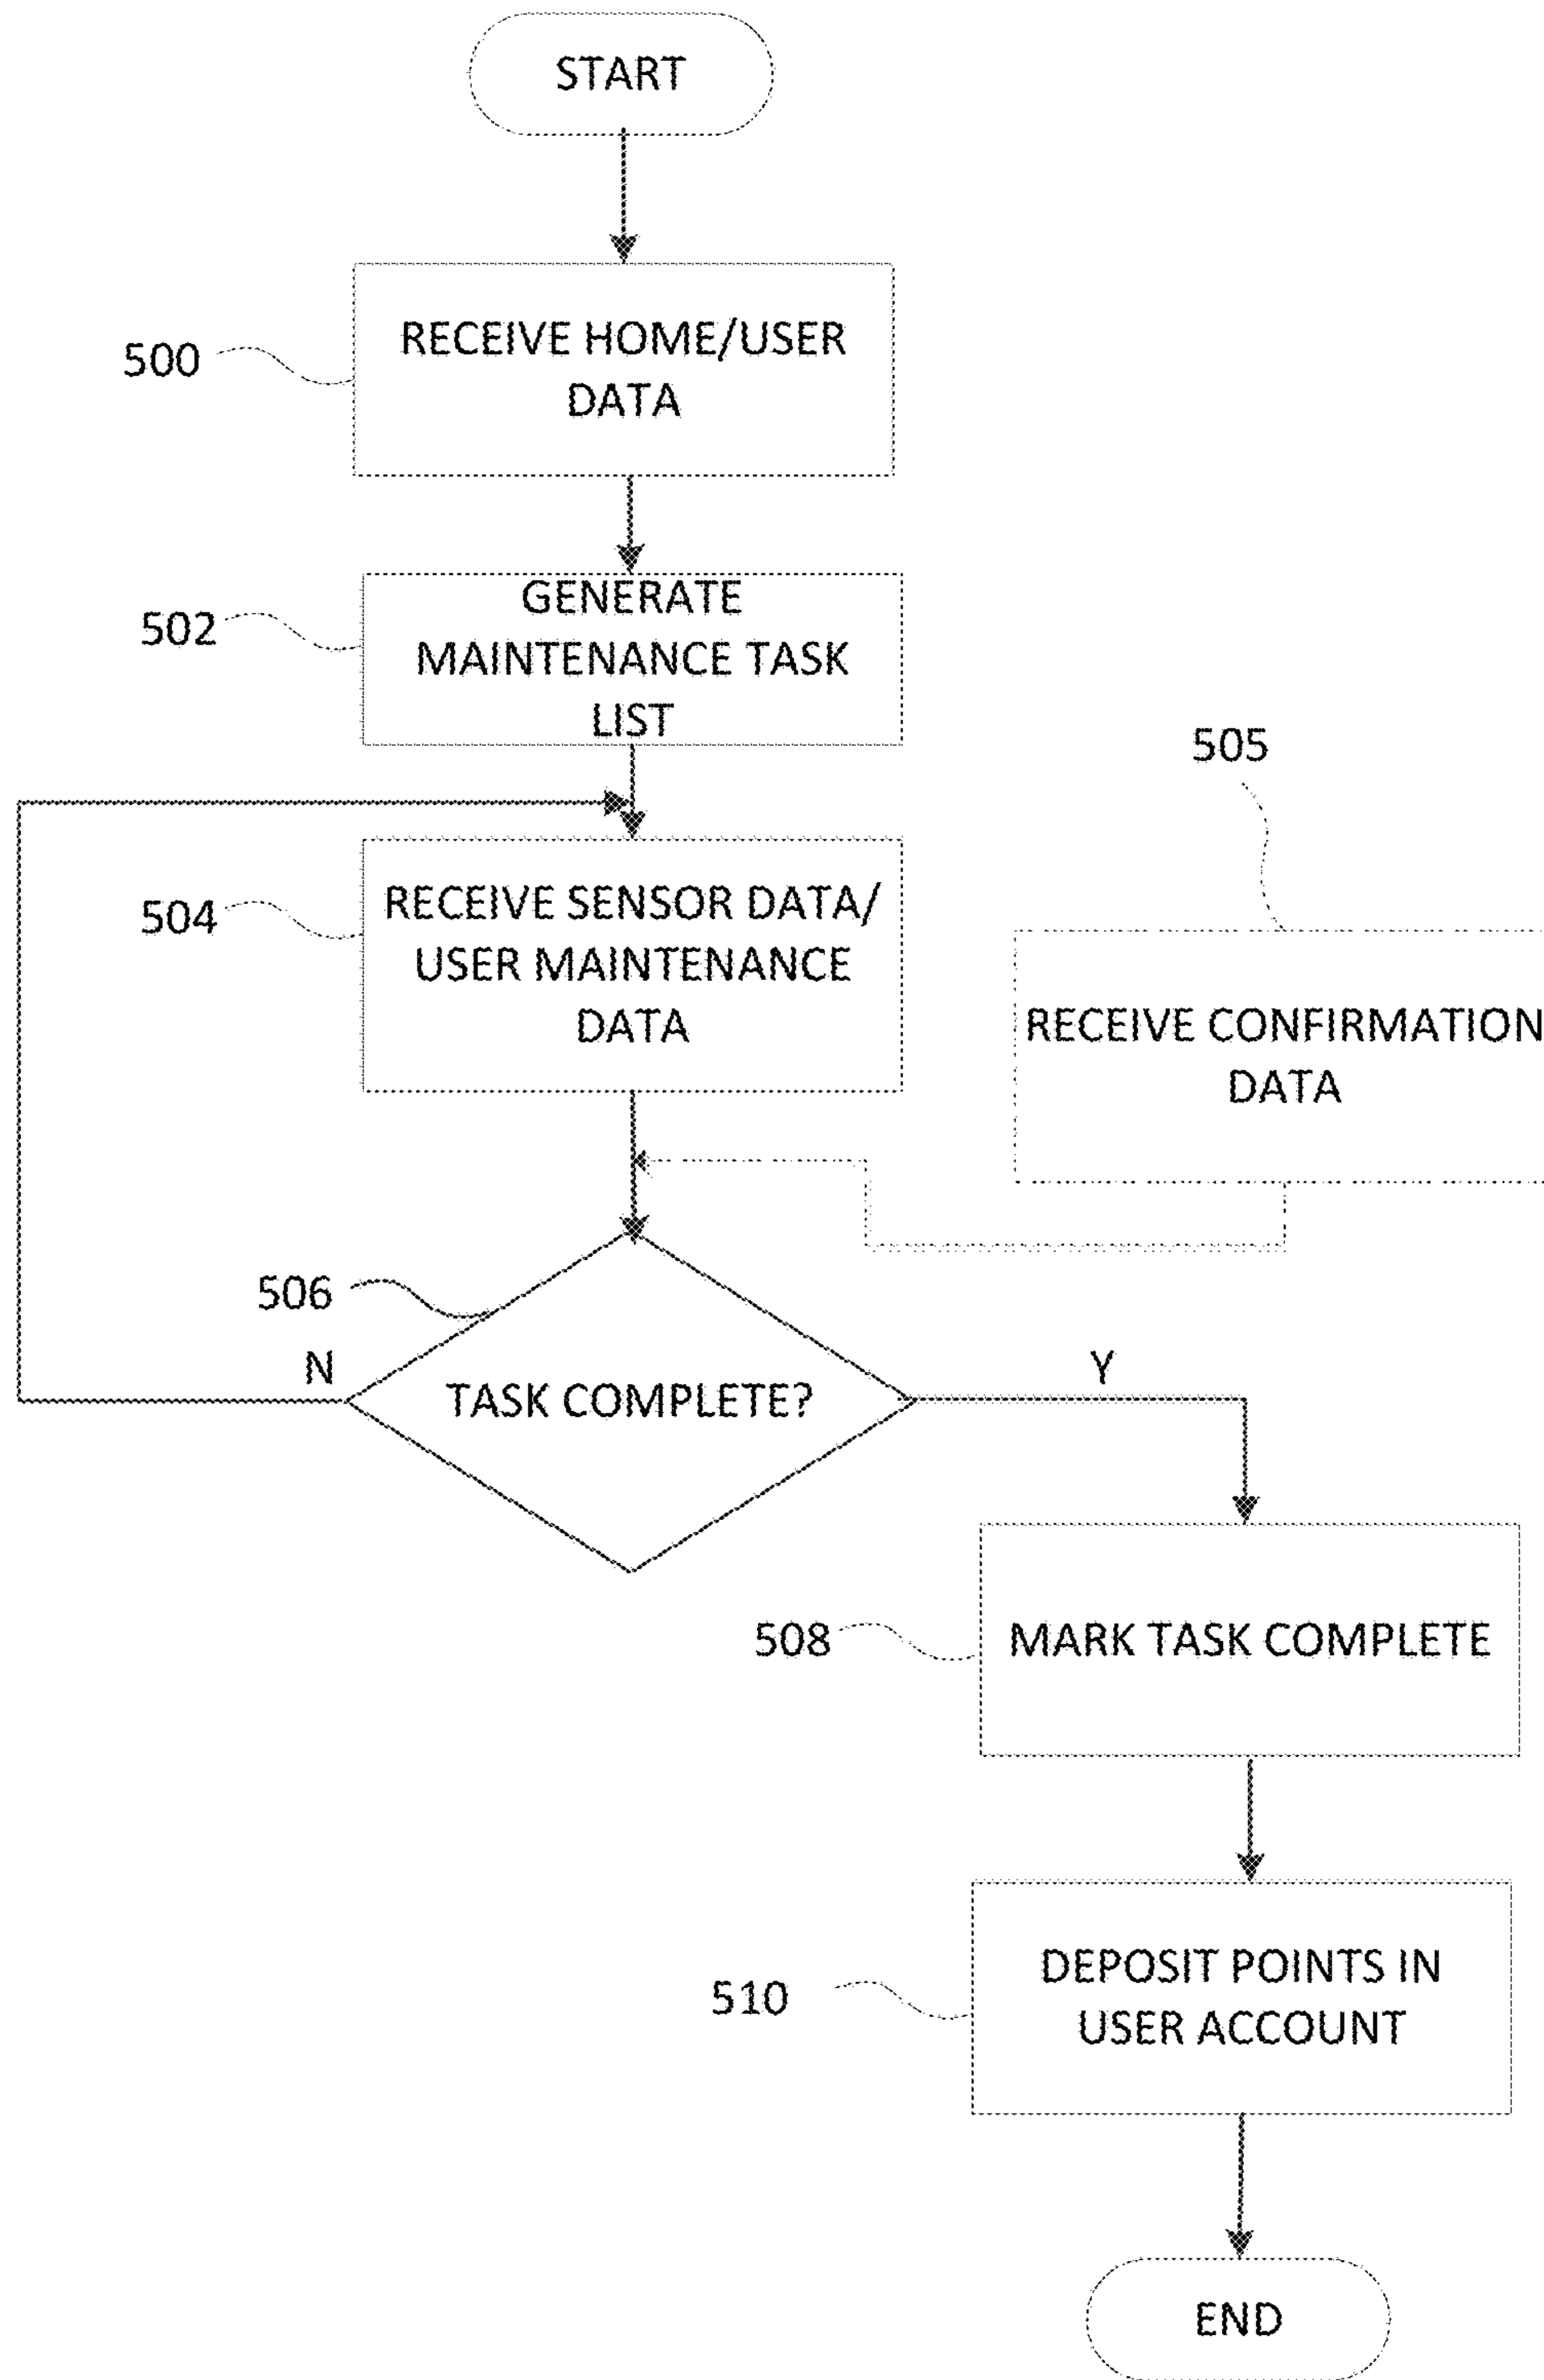 START
500
RECEIVE HOME/USER
DATA
502
GENERATE
MAINTENANCE TASK
LIST
505
504
RECEIVE SENSOR DATA/
USER MAINTENANCE
DATA
RECEIVE CONFIRMATION
DATA
506
N
TASK COMPLETE?
Y
508
MARK TASK COMPLETE
510
DEPOSIT POINTS IN
USER ACCOUNT
END